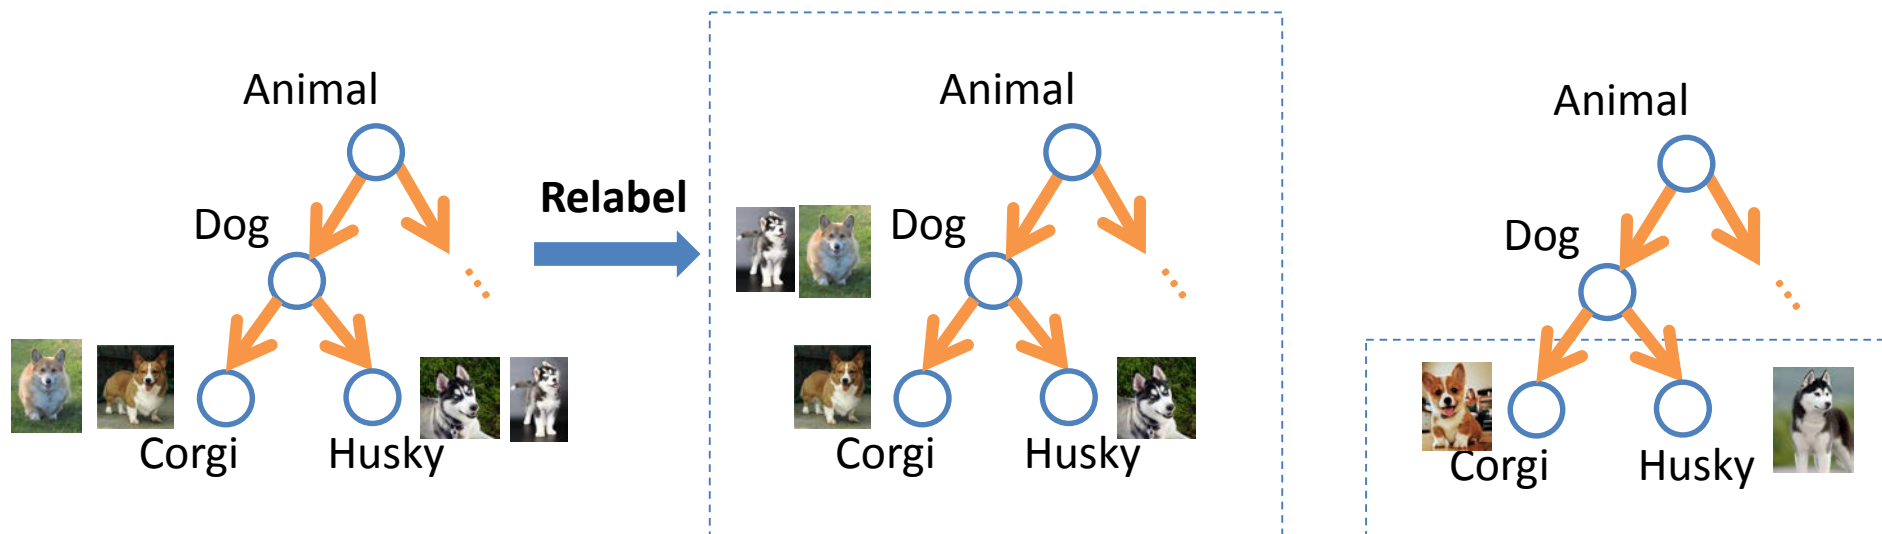 Animal
Dog
Corgi
Husky
Relabel
Animal
Dog
Corgi
Husky
Animal
Dog
Corgi
Husky